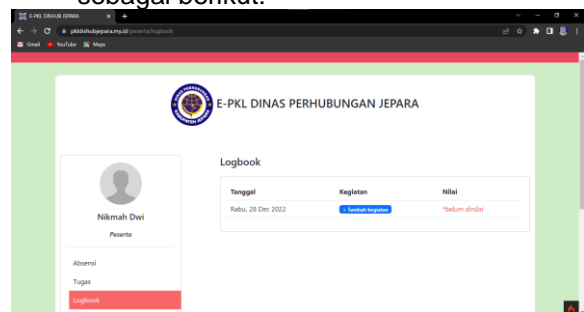 sebagai berikut:
E-PKL DISHUB JEPARA
pkldishubjepara.my.id/peserta/logbook
Gmail YouTube Maps
E-PKL DINAS PERHUBUNGAN JEPARA
Nikmah Dwi
Peserta
Absensi
Tugas
Logbook
Logbook
Tanggal Kegiatan Nilai
Rabu, 28 Dec 2022 + Tambah kegiatan *belum dinilai